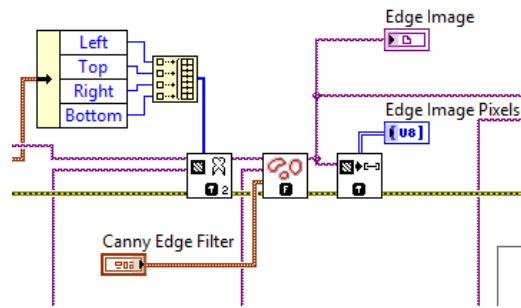 Edge Image
Left
Top
Right
Bottom
Edge Image Pixels
U8
2
F
Canny Edge Filter